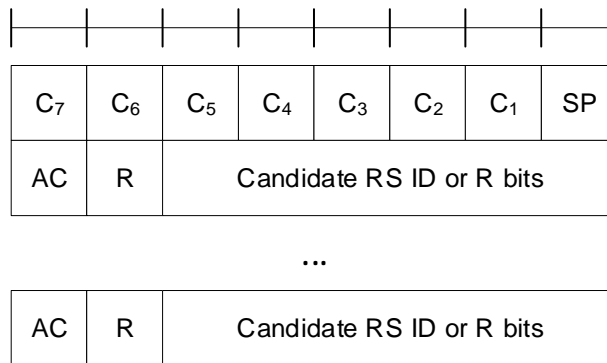 C₇ C₆ C₅ C₄ C₃ C₂ C₁ SP
AC R Candidate RS ID or R bits
...
AC R Candidate RS ID or R bits